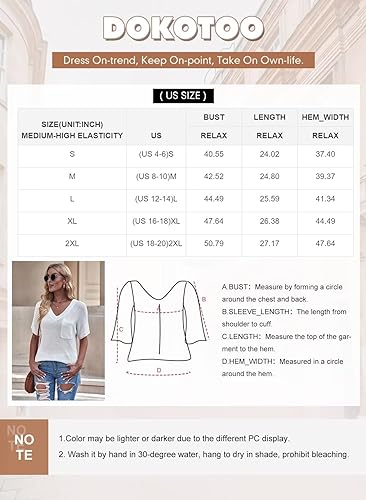 DOKOTOO
Dress On-trend, Keep On-point, Take On Own-life.
( US SIZE )
SIZE(UNIT:INCH) MEDIUM-HIGH ELASTICITY US BUST RELAX LENGTH RELAX HEM_WIDTH RELAX
S (US 4-6)S 40.55 24.02 37.40
M (US 8-10)M 42.52 24.80 39.37
L (US 12-14)L 44.49 25.59 41.34
XL (US 16-18)XL 47.64 26.38 44.49
2XL (US 18-20)2XL 50.79 27.17 47.64
A
B
C
D
A.BUST: Measure by forming a circle
around the chest and back.
B.SLEEVE_LENGTH: The length from
shoulder to cuff.
C.LENGTH: Measure the top of the gar-
ment to the hem.
D.HEM_WIDTH: Measured in a circle
around the hem.
NO
TE
NO
TE
1.Color may be lighter or darker due to the different PC display.
2. Wash it by hand in 30-degree water, hang to dry in shade, prohibit bleaching.